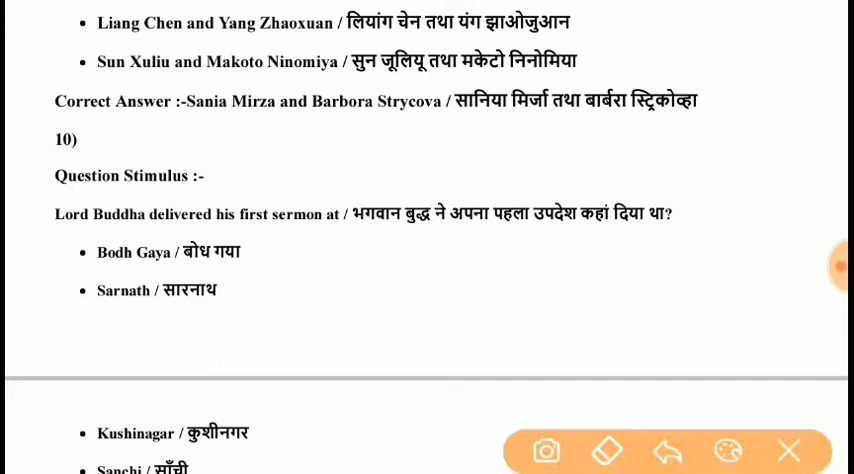 Liang Chen and Yang Zhaoxuan / लियांग चेन तथा यंग झाओजुआन
Sun Xuliu and Makoto Ninomiya / सुन जूलियू तथा मकेटो निनोमिया
Correct Answer :-Sania Mirza and Barbora Strycova / सानिया मिर्जा तथा बार्बरा स्ट्रिकोव्हा
10)
Question Stimulus :-
Lord Buddha delivered his first sermon at / भगवान बुद्ध ने अपना पहला उपदेश कहां दिया था?
Bodh Gaya / बोध गया
Sarnath / सारनाथ
Kushinagar / कुशीनगर
Sanchi / साँची